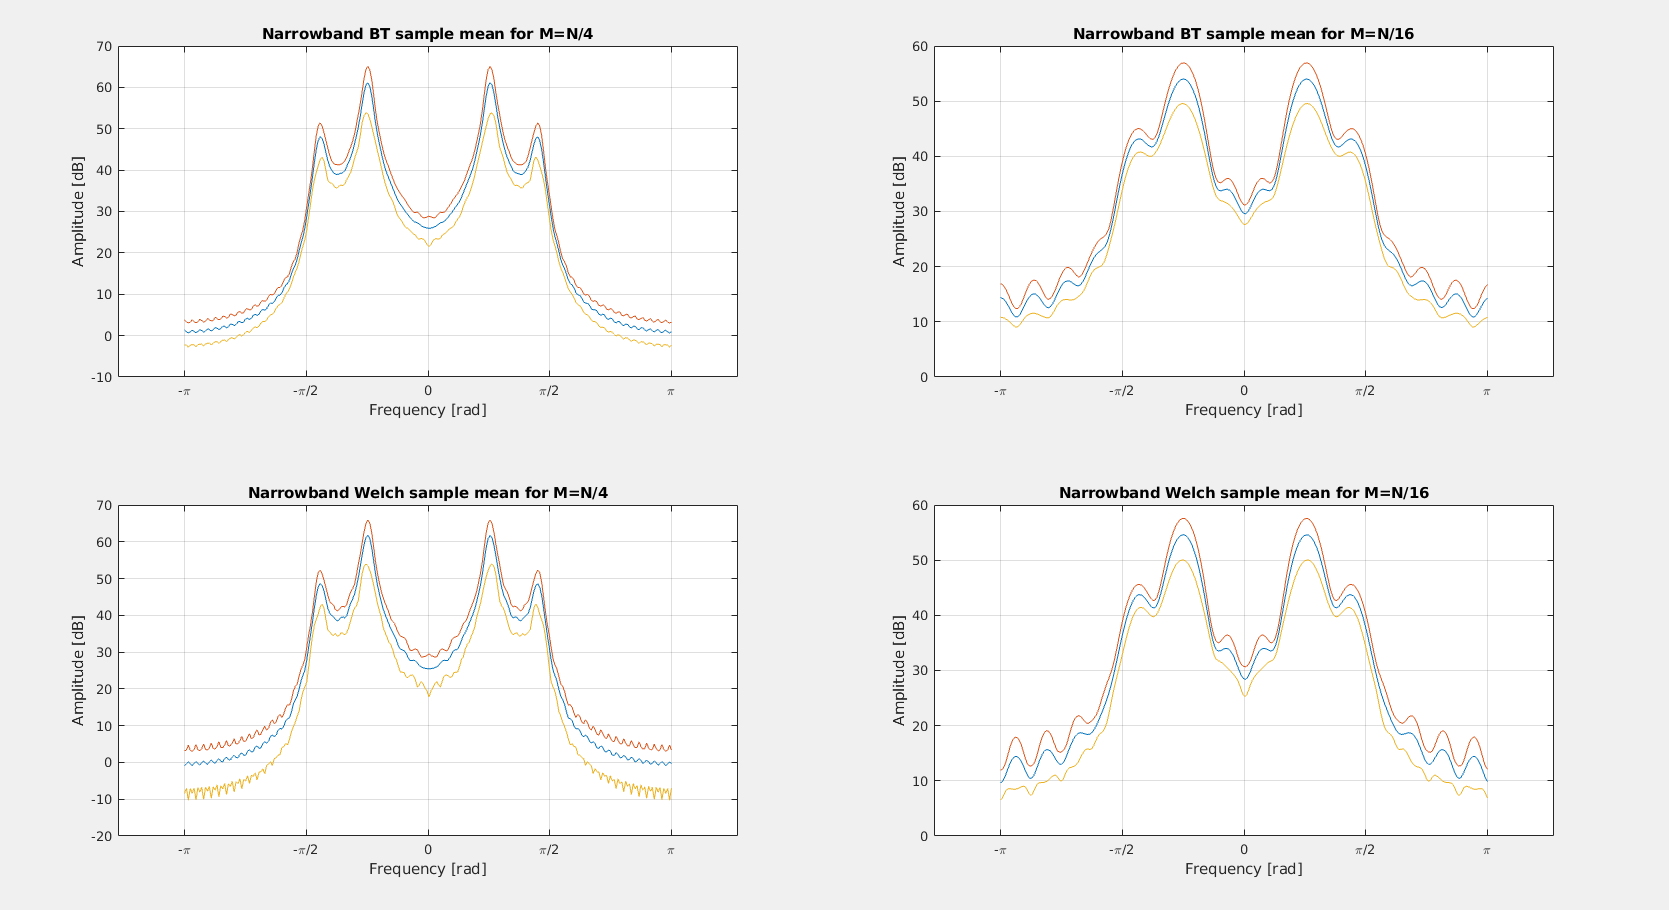 Narrowband BT sample mean for M=N/4
70
60
50
40
30
20
10
0
-10
Amplitude [dB]
-π
-π/2
0
π/2
π
Frequency [rad]
Narrowband BT sample mean for M=N/16
60
50
40
30
20
10
0
Amplitude [dB]
-π
-π/2
0
π/2
π
Frequency [rad]
Narrowband Welch sample mean for M=N/4
70
60
50
40
30
20
10
0
-10
-20
Amplitude [dB]
-π
-π/2
0
π/2
π
Frequency [rad]
Narrowband Welch sample mean for M=N/16
60
50
40
30
20
10
0
Amplitude [dB]
-π
-π/2
0
π/2
π
Frequency [rad]